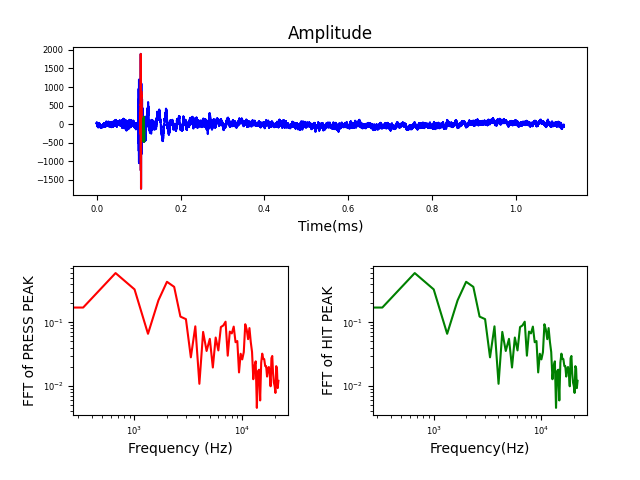 Amplitude
2000
1500
1000
500
0
−500
−1000
−1500
0.0 0.2 0.4 0.6 0.8 1.0
Time(ms)
FFT of PRESS PEAK
10⁻¹
10⁻²
10³ 10⁴
Frequency (Hz)
FFT of HIT PEAK
10⁻¹
10⁻²
10³ 10⁴
Frequency(Hz)